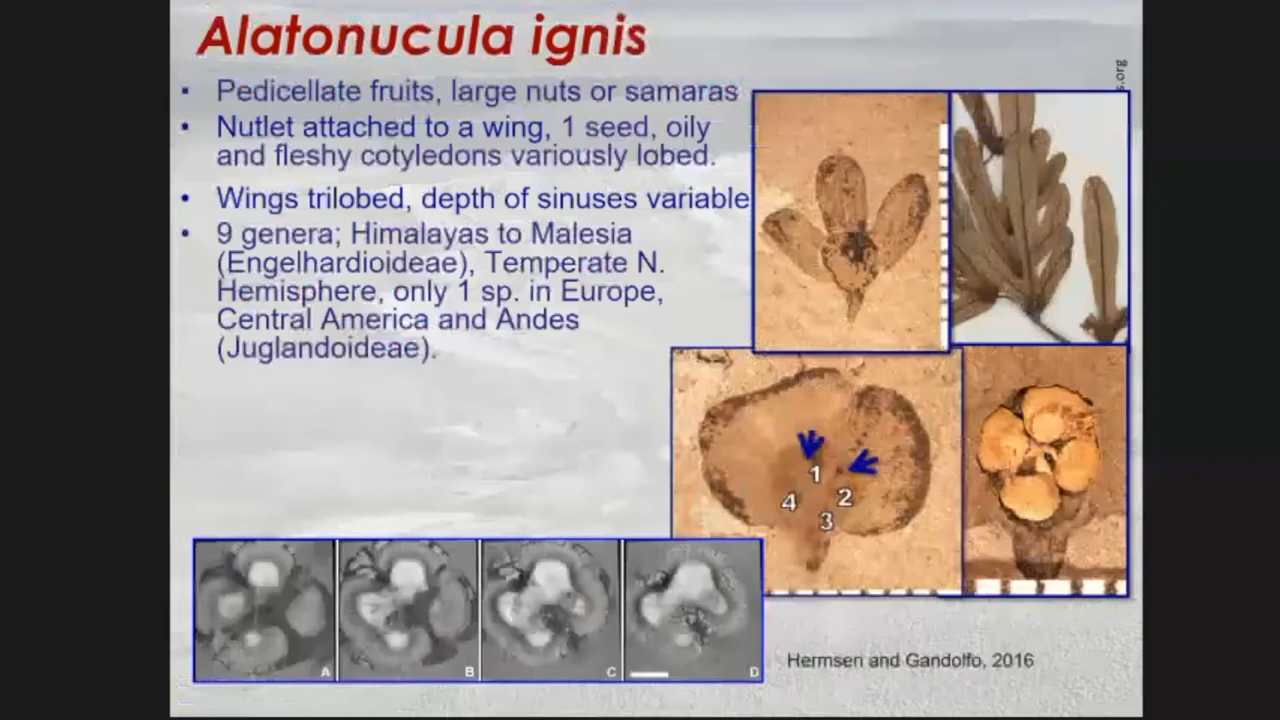 Alatonucula ignis
s.org
▪ Pedicellate fruits, large nuts or samaras
▪ Nutlet attached to a wing, 1 seed, oily
and fleshy cotyledons variously lobed.
• Wings trilobed, depth of sinuses variable
▪ 9 genera; Himalayas to Malesia
(Engelhardioideae), Temperate N.
Hemisphere, only 1 sp. in Europe,
Central America and Andes
(Juglandoideae).
1
4 2
3
A B C D
Hermsen and Gandolfo, 2016